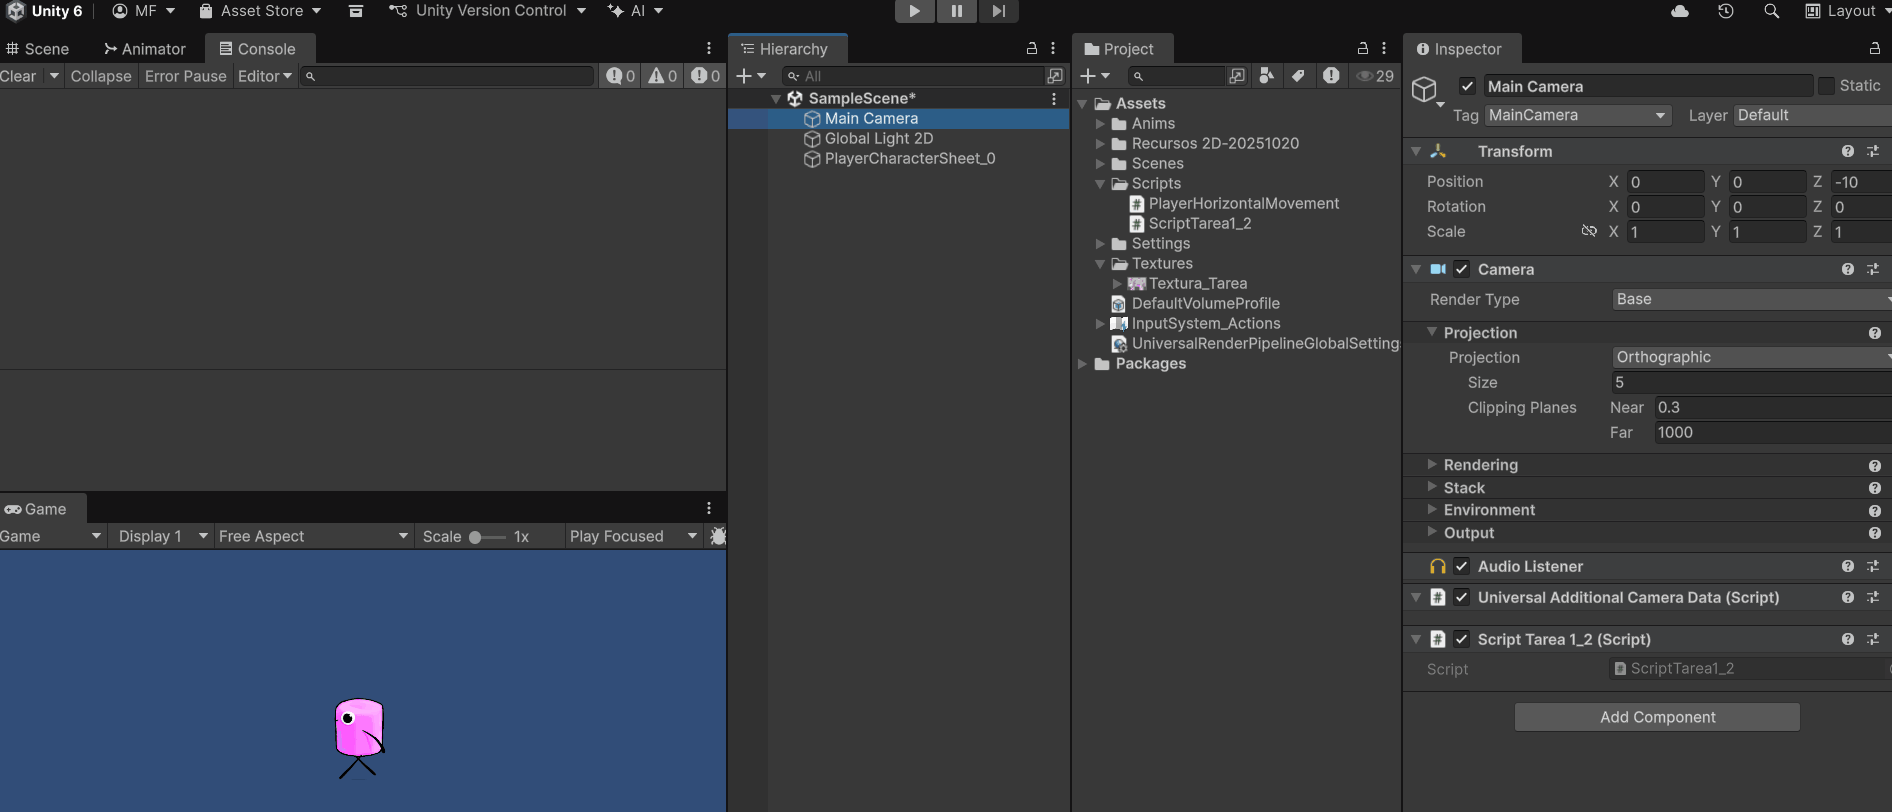 Unity 6 MF Asset Store Unity Version Control AI Layout
Scene Animator Console
Clear Collapse Error Pause Editor 0 0 0
Hierarchy
All
SampleScene*
Main Camera
Global Light 2D
PlayerCharacterSheet_0
Project
29
Assets
Anims
Recursos 2D-20251020
Scenes
Scripts
PlayerHorizontalMovement
ScriptTarea1_2
Settings
Textures
Textura_Tarea
DefaultVolumeProfile
InputSystem_Actions
UniversalRenderPipelineGlobalSetting
Packages
Inspector
Main Camera Static
Tag MainCamera Layer Default
Transform
Position X 0 Y 0 Z -10
Rotation X 0 Y 0 Z 0
Scale X 1 Y 1 Z 1
Camera
Render Type Base
Projection
Projection Orthographic
Size 5
Clipping Planes Near 0.3
Far 1000
Rendering
Stack
Environment
Output
Audio Listener
Universal Additional Camera Data (Script)
Script Tarea 1_2 (Script)
Script ScriptTarea1_2
Add Component
Game
Game Display 1 Free Aspect Scale 1x Play Focused